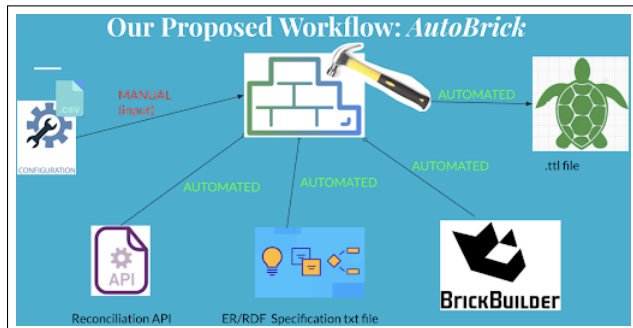 Our Proposed Workflow: AutoBrick
.CSV
MANUAL
(input)
AUTOMATED
CONFIGURATION
.ttl file
AUTOMATED
AUTOMATED
AUTOMATED
API
BRICKBUILDER
Reconciliation API
ER/RDF Specification txt file